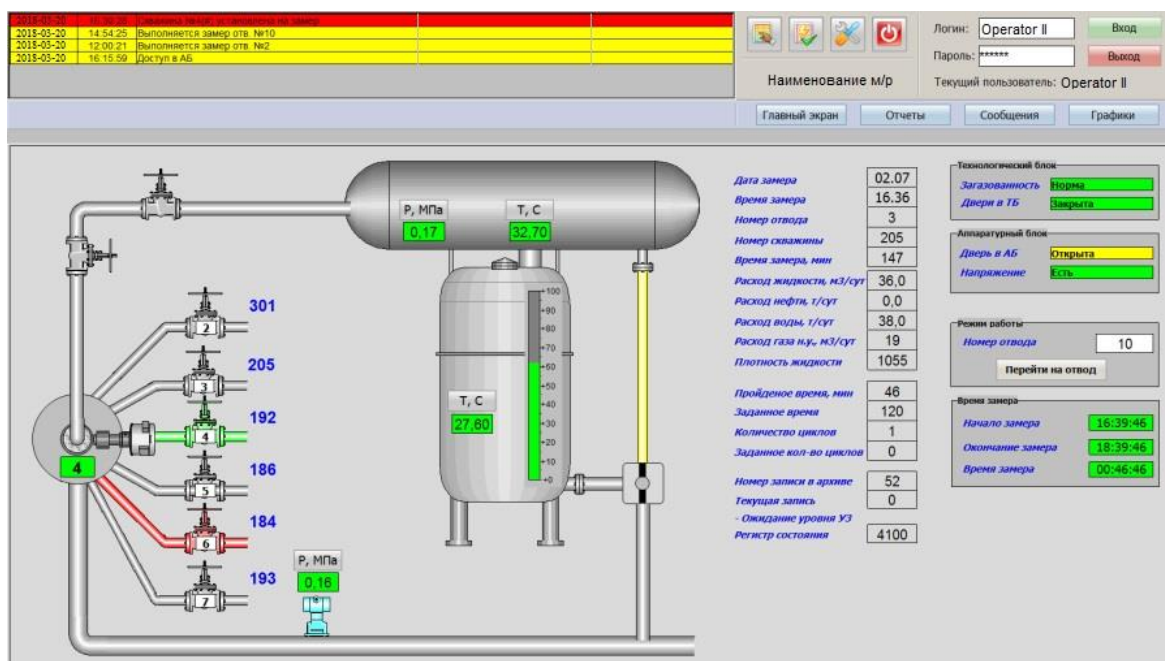 2018-03-20 16:39:28 установлена на замер
2018-03-20 14:54:25 Выполняется замер отв. №10
2018-03-20 12:00:21 Выполняется замер отв. №2
2018-03-20 16:15:59 Доступ в АБ
Логин: Operator II Вход
Пароль: ****** Выход
Наименование м/р
Текущий пользователь: Operator II
Главный экран Отчеты Сообщения Графики
P, МПа
0,17
T, C
32,70
+100
+90
+80
+70
+60
+50
+40
+30
+20
+10
+0
T, C
27,60
301
2
205
3
192
4
4
186
5
184
6
193
7
P, МПа
0,16
Дата замера 02.07
Время замера 16.36
Номер отвода 3
Номер скважины 205
Время замера, мин 147
Расход жидкости, м3/сут 36,0
Расход нефти, т/сут 0,0
Расход воды, т/сут 38,0
Расход газа н.у., м3/сут 19
Плотность жидкости 1055
Пройденое время, мин 46
Заданное время 120
Количество циклов 1
Заданное кол-во циклов 0
Номер записи в архиве 52
Текущая запись 0
- Ожидание уровня УЗ
Регистр состояния 4100
Технологический блок
Загазованность Норма
Двери в ТБ Закрыта
Аппаратурный блок
Дверь в АБ Открыта
Напряжение Есть
Режим работы
Номер отвода 10
Перейти на отвод
Время замера
Начало замера 16:39:46
Окончание замера 18:39:46
Время замера 00:46:46